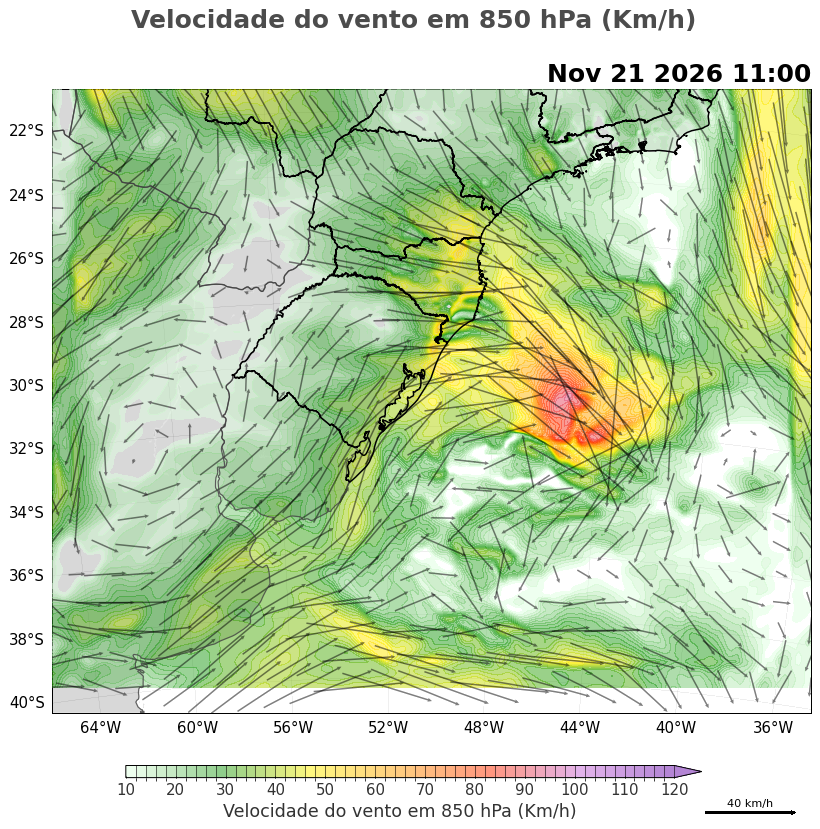 Velocidade do vento em 850 hPa (Km/h)
Nov 21 2026 11:00
22°S
24°S
26°S
28°S
30°S
32°S
34°S
36°S
38°S
40°S
64°W 60°W 56°W 52°W 48°W 44°W 40°W 36°W
10 20 30 40 50 60 70 80 90 100 110 120
Velocidade do vento em 850 hPa (Km/h)
40 km/h